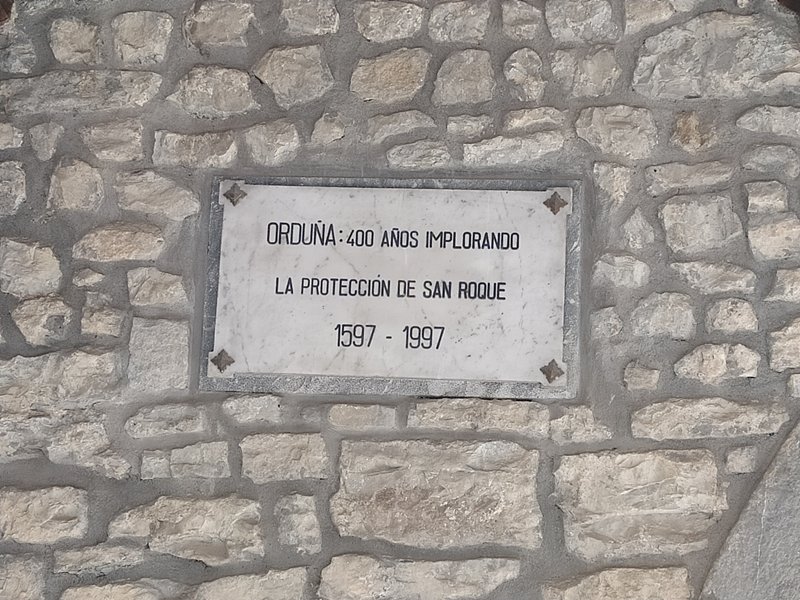 ORDUÑA: 400 AÑOS IMPLORANDO
LA PROTECCIÓN DE SAN ROQUE
1597 - 1997